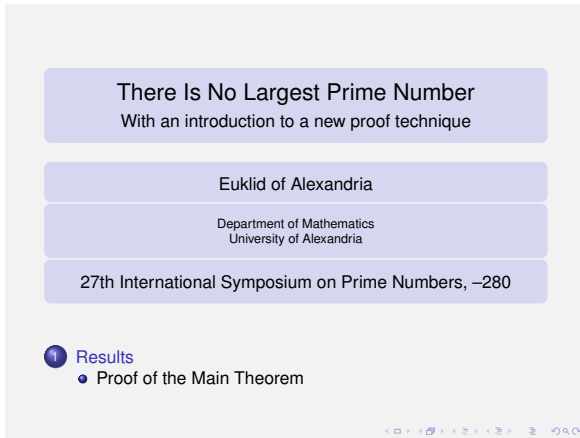 There Is No Largest Prime Number
With an introduction to a new proof technique
Euklid of Alexandria
Department of Mathematics
University of Alexandria
27th International Symposium on Prime Numbers, –280
1 Results
Proof of the Main Theorem